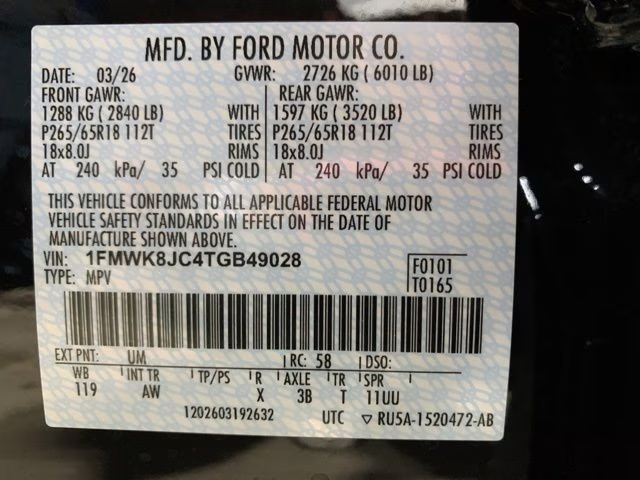 MFD. BY FORD MOTOR CO.
DATE: 03/26 GVWR: 2726 KG ( 6010 LB)
FRONT GAWR: REAR GAWR:
1288 KG ( 2840 LB) WITH 1597 KG ( 3520 LB) WITH
P265/65R18 112T TIRES P265/65R18 112T TIRES
18x8.0J RIMS 18x8.0J RIMS
AT 240 kPa/ 35 PSI COLD AT 240 kPa/ 35 PSI COLD
THIS VEHICLE CONFORMS TO ALL APPLICABLE FEDERAL MOTOR
VEHICLE SAFETY STANDARDS IN EFFECT ON THE DATE OF
MANUFACTURE SHOWN ABOVE.
VIN: 1FMWK8JC4TGB49028 F0101
TYPE: MPV T0165
EXT PNT: UM RC: 58 DSO:
WB INT TR TP/PS R AXLE TR SPR
119 AW X 3B T 11UU
1202603192632 UTC ▽ RU5A-1520472-AB